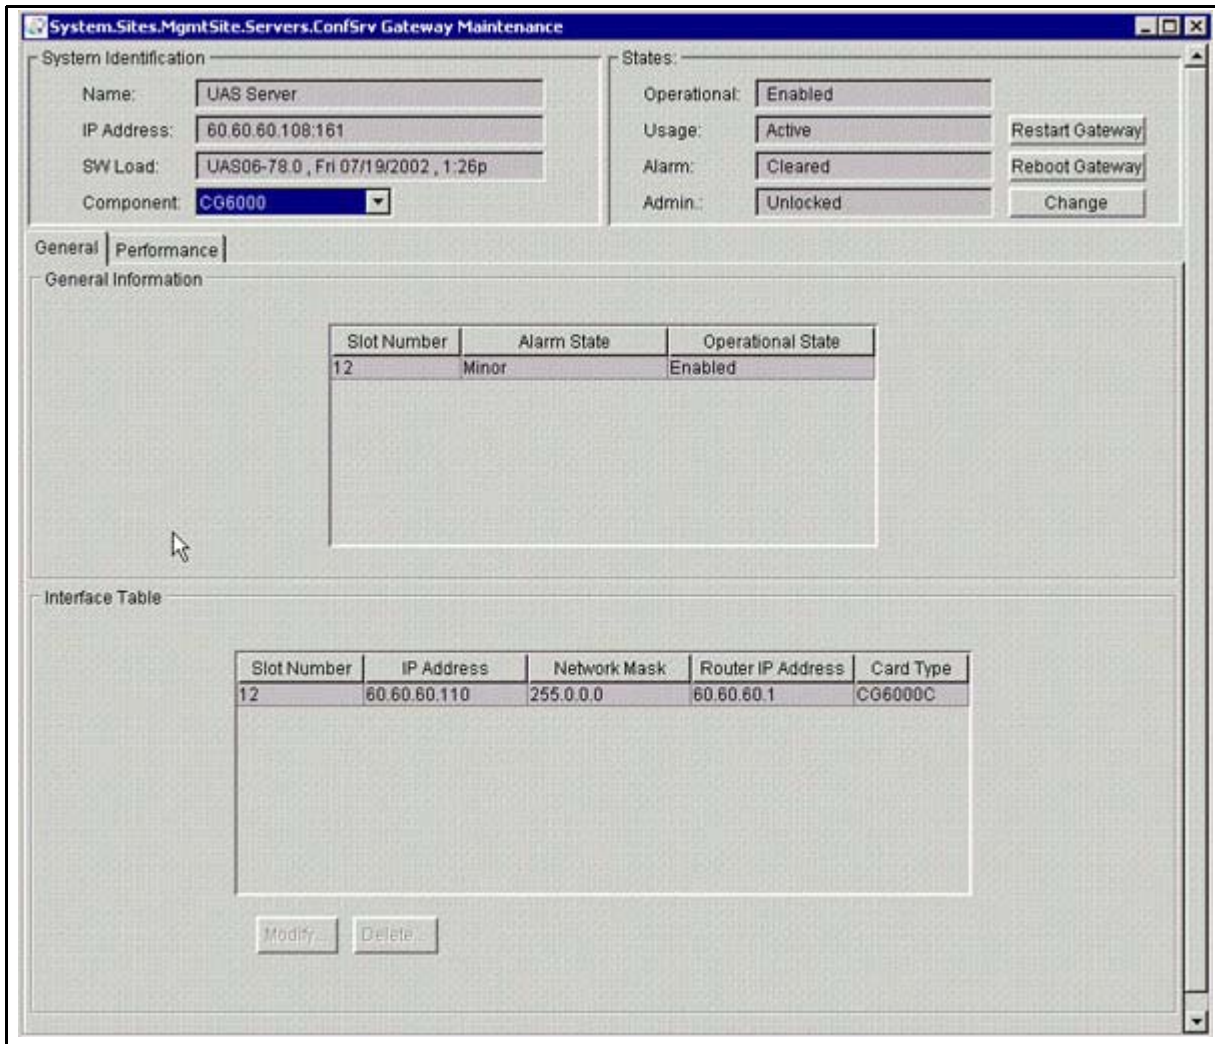 System.Sites.MgmtSite.Servers.ConfSrv Gateway Maintenance
System Identification
Name: UAS Server
IP Address: 60.60.60.108:161
SW Load: UAS06-78.0 , Fri 07/19/2002 , 1:26p
Component: CG6000
States:
Operational: Enabled
Usage: Active Restart Gateway
Alarm: Cleared Reboot Gateway
Admin.: Unlocked Change
General Performance
General Information
Slot Number Alarm State Operational State
12 Minor Enabled
Interface Table
Slot Number IP Address Network Mask Router IP Address Card Type
12 60.60.60.110 255.0.0.0 60.60.60.1 CG6000C
Modify... Delete...